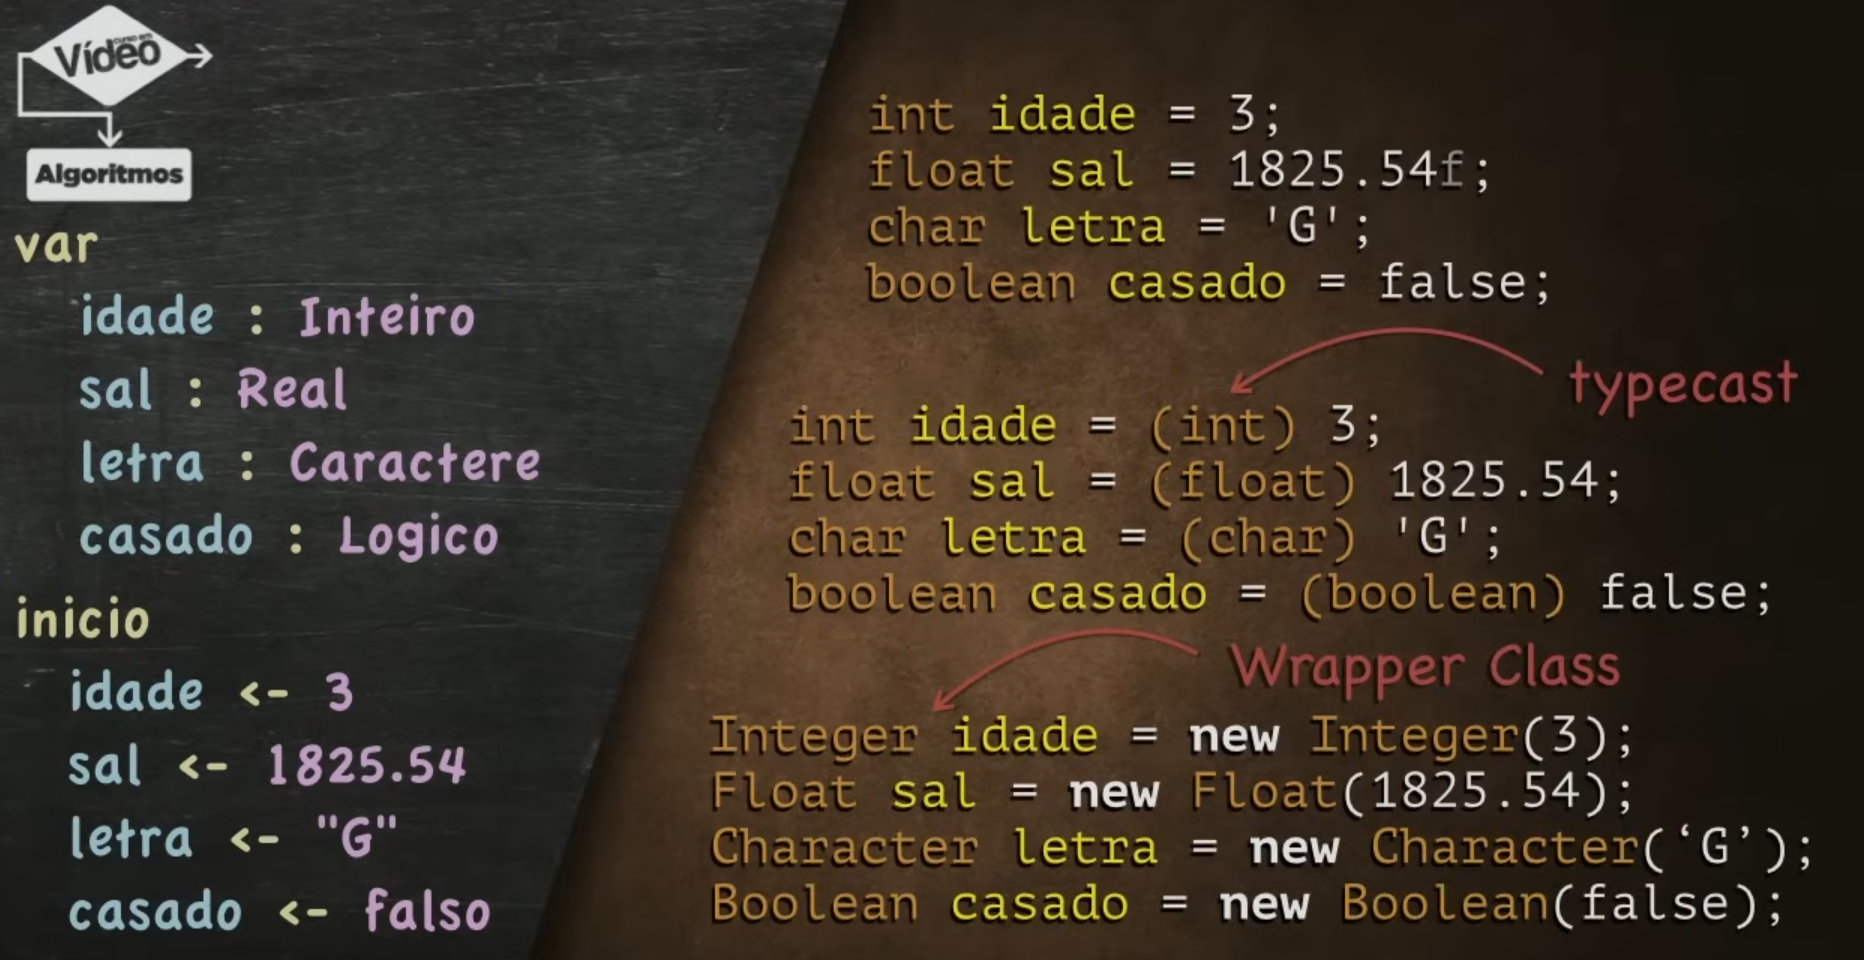 curso em
Vídeo
Algoritmos
var
idade : Inteiro
sal : Real
letra : Caractere
casado : Logico
inicio
idade <- 3
sal <- 1825.54
letra <- "G"
casado <- falso
int idade = 3;
float sal = 1825.54f;
char letra = 'G';
boolean casado = false;
typecast
int idade = (int) 3;
float sal = (float) 1825.54;
char letra = (char) 'G';
boolean casado = (boolean) false;
Wrapper Class
Integer idade = new Integer(3);
Float sal = new Float(1825.54);
Character letra = new Character(‘G’);
Boolean casado = new Boolean(false);